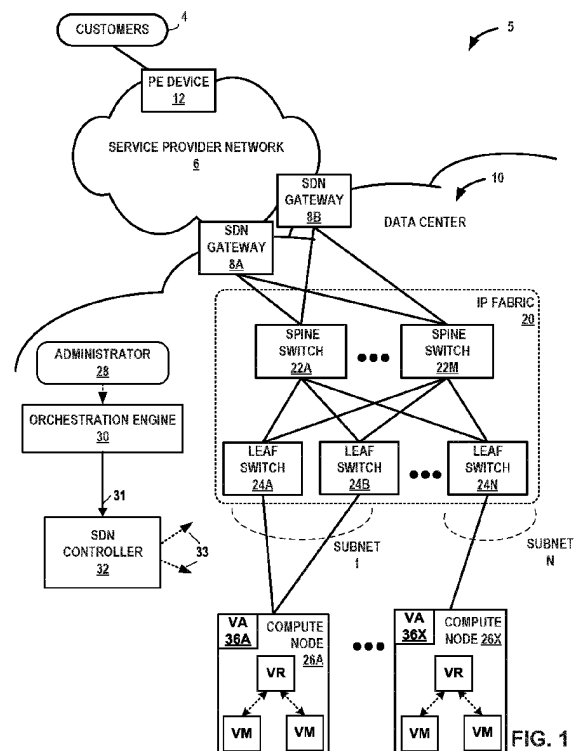 CUSTOMERS
4
5
PE DEVICE
12
SERVICE PROVIDER NETWORK
6
10
SDN
GATEWAY
8B
DATA CENTER
SDN
GATEWAY
8A
IP FABRIC
20
SPINE
SWITCH
22A
SPINE
SWITCH
22M
ADMINISTRATOR
28
ORCHESTRATION ENGINE
30
LEAF
SWITCH
24A
LEAF
SWITCH
24B
LEAF
SWITCH
24N
31
SDN
CONTROLLER
32
33
SUBNET
1
SUBNET
N
VA
36A
COMPUTE
NODE
26A
VR
VM
VM
VA
36X
COMPUTE
NODE 26X
VR
VM
VM
FIG. 1